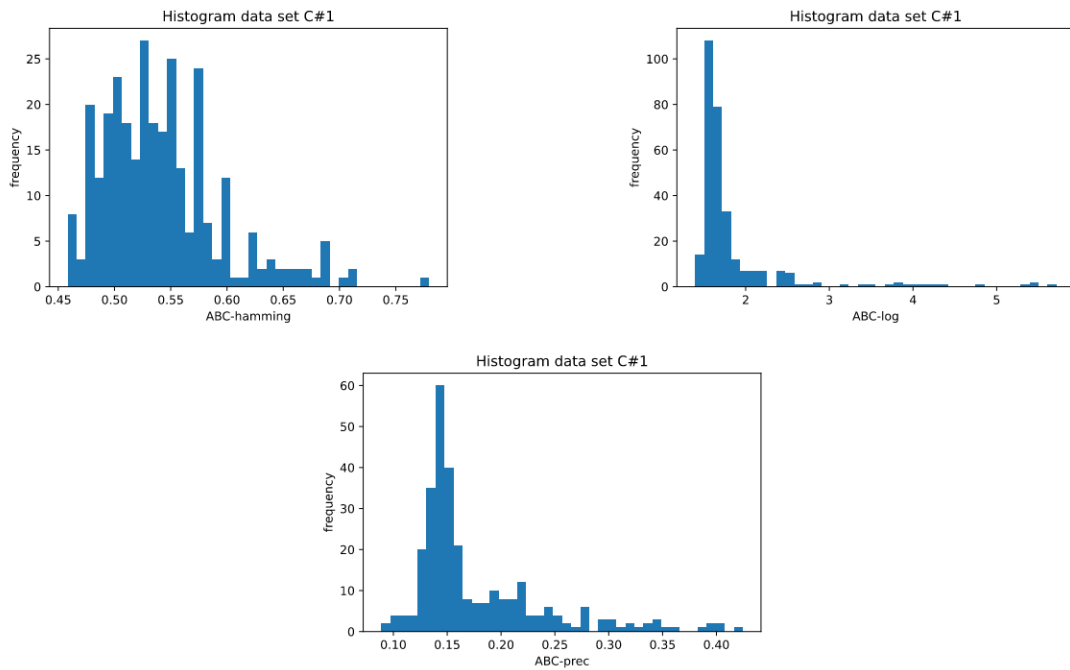 Histogram data set C#1
25
20
15
10
5
0
frequency
0.45 0.50 0.55 0.60 0.65 0.70 0.75
ABC-hamming
Histogram data set C#1
100
80
60
40
20
0
frequency
2 3 4 5
ABC-log
Histogram data set C#1
60
50
40
30
20
10
0
frequency
0.10 0.15 0.20 0.25 0.30 0.35 0.40
ABC-prec